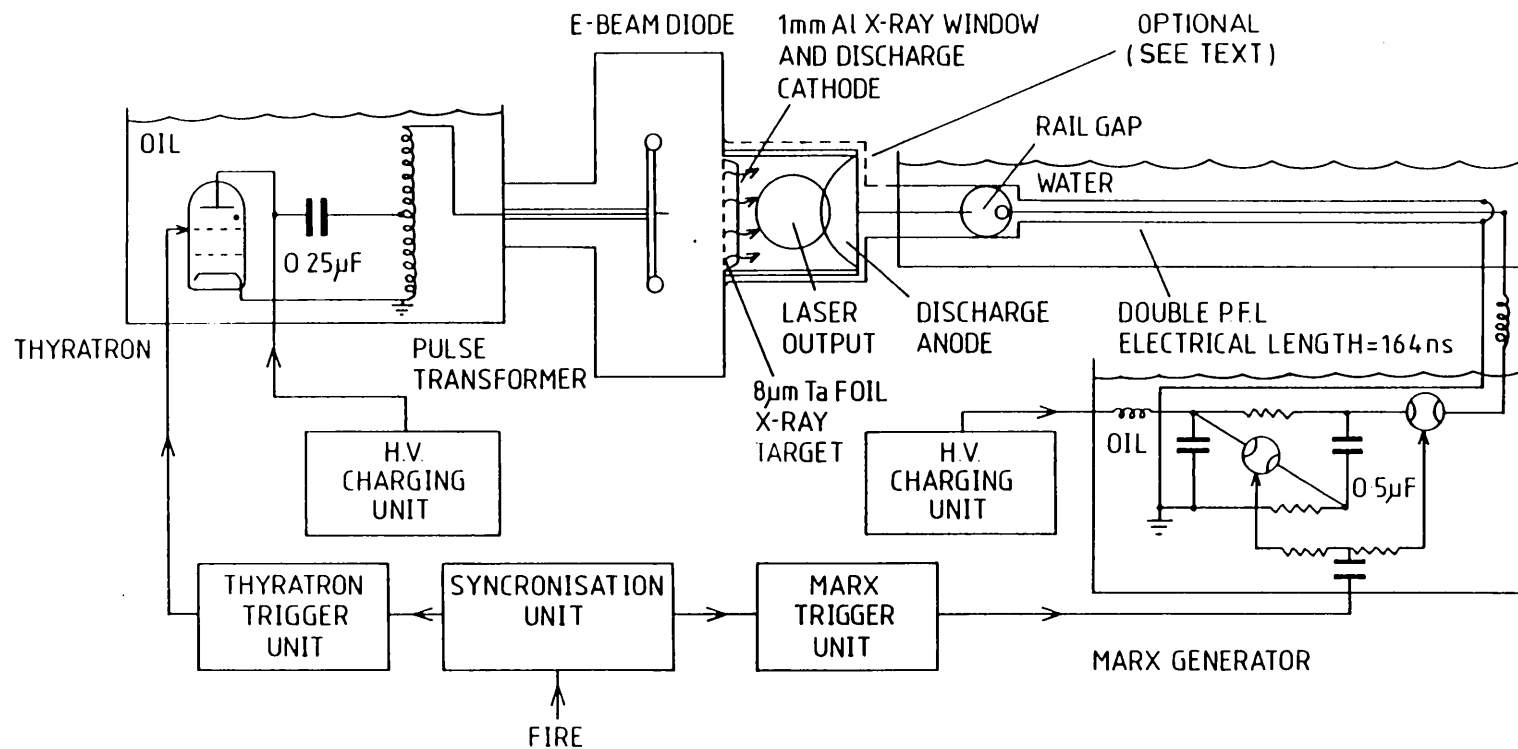 E-BEAM DIODE
1mm Al X-RAY WINDOW
AND DISCHARGE
CATHODE
OPTIONAL
(SEE TEXT)
OIL
RAIL GAP
WATER
0.25µF
THYRATRON
PULSE
TRANSFORMER
LASER
OUTPUT
DISCHARGE
ANODE
DOUBLE P.F.L
ELECTRICAL LENGTH=164ns
8µm Ta FOIL
X-RAY
TARGET
H.V.
CHARGING
UNIT
H.V.
CHARGING
UNIT
OIL
0.5µF
THYRATRON
TRIGGER
UNIT
SYNCRONISATION
UNIT
MARX
TRIGGER
UNIT
MARX GENERATOR
FIRE